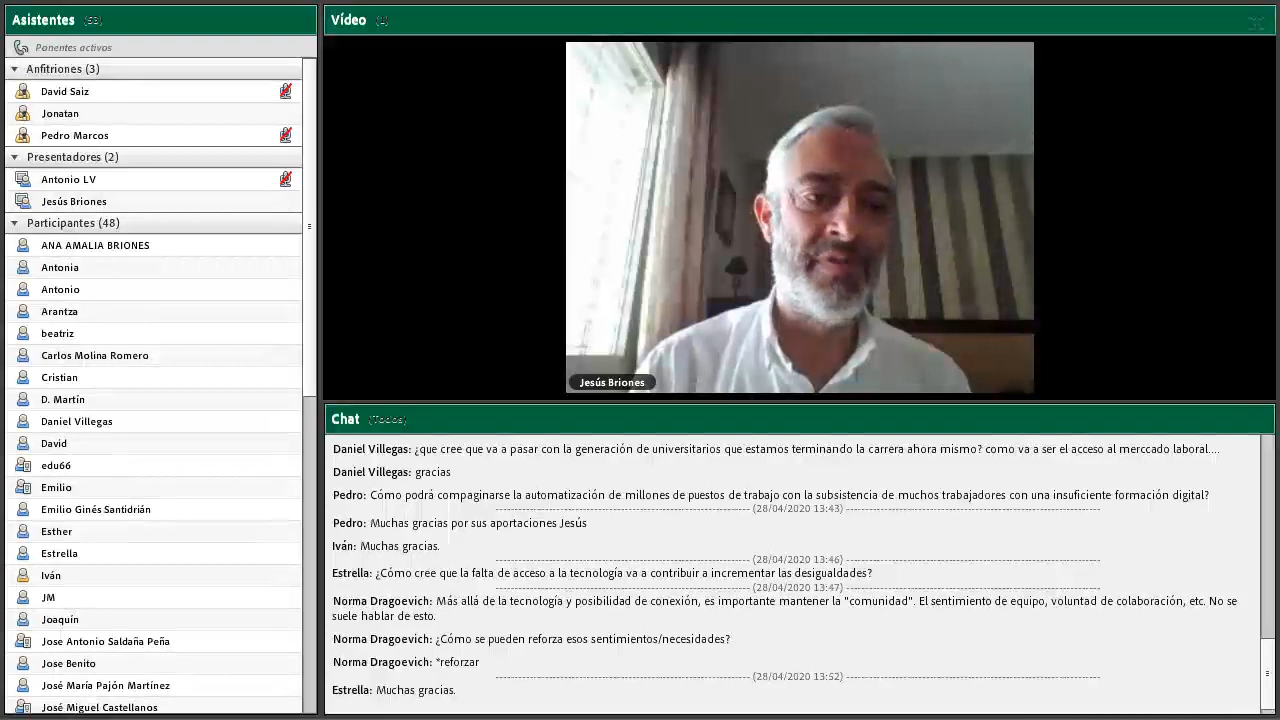 Asistentes (53)
Ponentes activos
Anfitriones (3)
David Saiz
Jonatan
Pedro Marcos
Presentadores (2)
Antonio LV
Jesús Briones
Participantes (48)
ANA AMALIA BRIONES
Antonia
Antonio
Arantza
beatriz
Carlos Molina Romero
Cristian
D. Martín
Daniel Villegas
David
edu66
Emilio
Emilio Ginés Santidrián
Esther
Estrella
Iván
JM
Joaquín
Jose Antonio Saldaña Peña
Jose Benito
José María Pajón Martínez
José Miguel Castellanos
Vídeo (1)
Jesús Briones
Chat (Todos)
Daniel Villegas: ¿que cree que va a pasar con la generación de universitarios que estamos terminando la carrera ahora mismo? como va a ser el acceso al merccado laboral....
Daniel Villegas: gracias
Pedro: Cómo podrá compaginarse la automatización de millones de puestos de trabajo con la subsistencia de muchos trabajadores con una insuficiente formación digital?
(28/04/2020 13:43)
Pedro: Muchas gracias por sus aportaciones Jesús
Iván: Muchas gracias.
(28/04/2020 13:46)
Estrella: ¿Cómo cree que la falta de acceso a la tecnología va a contribuir a incrementar las desigualdades?
(28/04/2020 13:47)
Norma Dragoevich: Más allá de la tecnología y posibilidad de conexión, es importante mantener la "comunidad". El sentimiento de equipo, voluntad de colaboración, etc. No se
suele hablar de esto.
Norma Dragoevich: ¿Cómo se pueden reforza esos sentimientos/necesidades?
Norma Dragoevich: *reforzar
(28/04/2020 13:52)
Estrella: Muchas gracias.